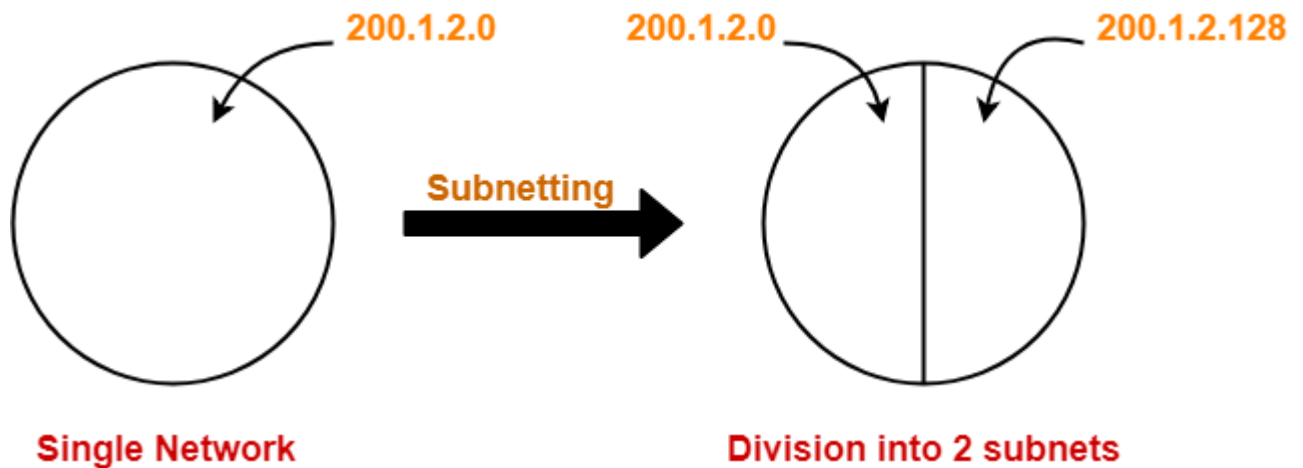 200.1.2.0
200.1.2.0
200.1.2.128
Subnetting
Single Network
Division into 2 subnets